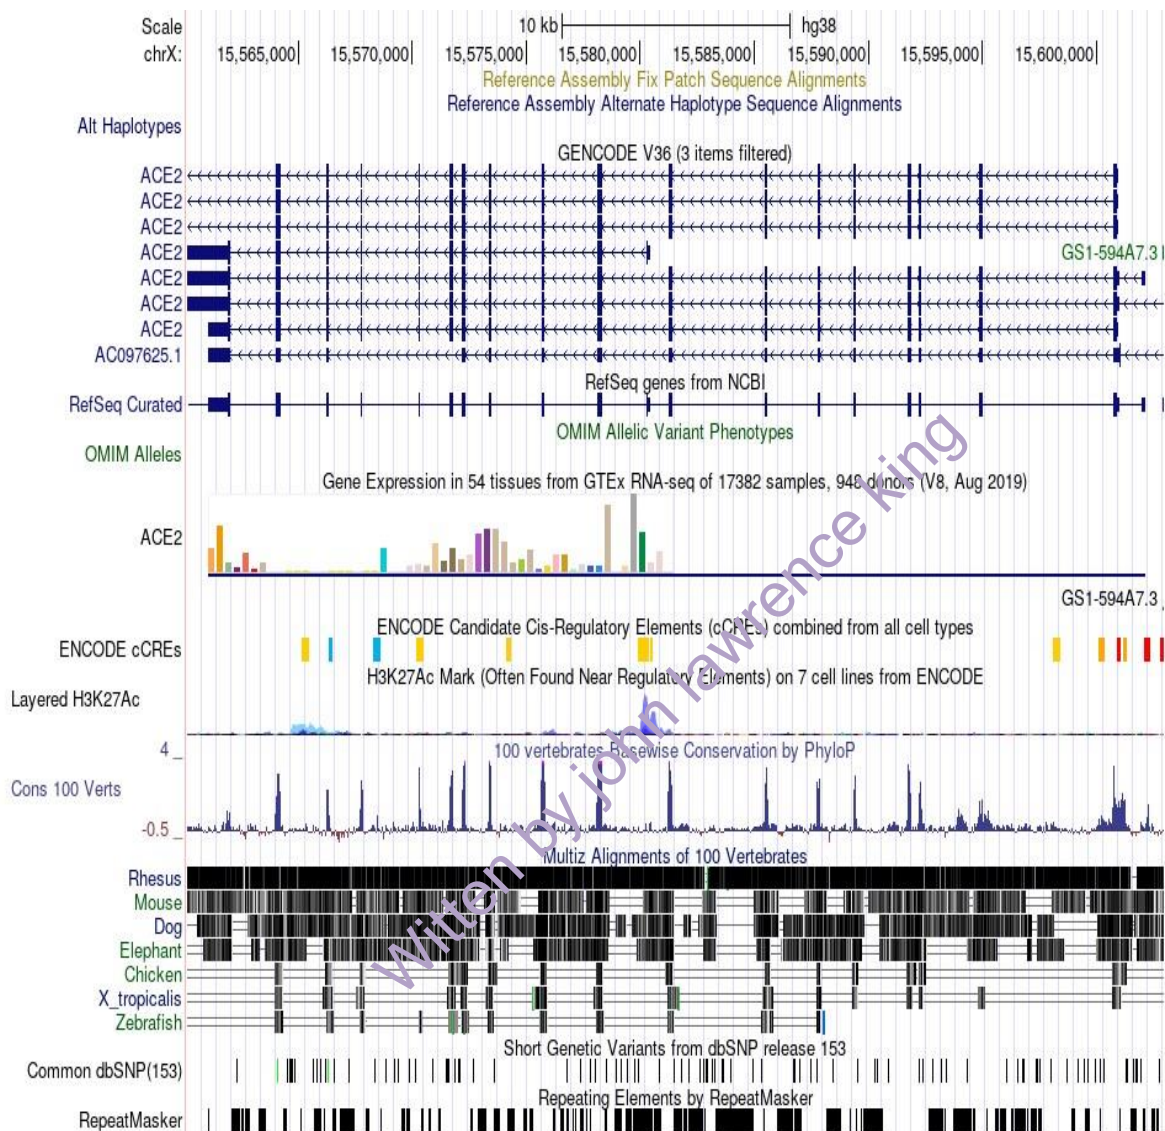 Scale 10 kb hg38
chrX: 15,565,000 15,570,000 15,575,000 15,580,000 15,585,000 15,590,000 15,595,000 15,600,000
Reference Assembly Fix Patch Sequence Alignments
Reference Assembly Alternate Haplotype Sequence Alignments
Alt Haplotypes
GENCODE V36 (3 items filtered)
ACE2
ACE2
ACE2
ACE2 GS1-594A7.3
ACE2
ACE2
ACE2
AC097625.1
RefSeq genes from NCBI
RefSeq Curated
OMIM Allelic Variant Phenotypes
OMIM Alleles
Gene Expression in 54 tissues from GTEx RNA-seq of 17382 samples, 948 donors (V8, Aug 2019)
ACE2
GS1-594A7.3
ENCODE Candidate Cis-Regulatory Elements (cCREs) combined from all cell types
ENCODE cCREs
H3K27Ac Mark (Often Found Near Regulatory Elements) on 7 cell lines from ENCODE
Layered H3K27Ac
100 vertebrates Basewise Conservation by PhyloP
4 _
Cons 100 Verts
-0.5 _
Multiz Alignments of 100 Vertebrates
Rhesus
Mouse
Dog
Elephant
Chicken
X_tropicalis
Zebrafish
Short Genetic Variants from dbSNP release 153
Common dbSNP(153)
Repeating Elements by RepeatMasker
RepeatMasker
Witten by john lawrence king